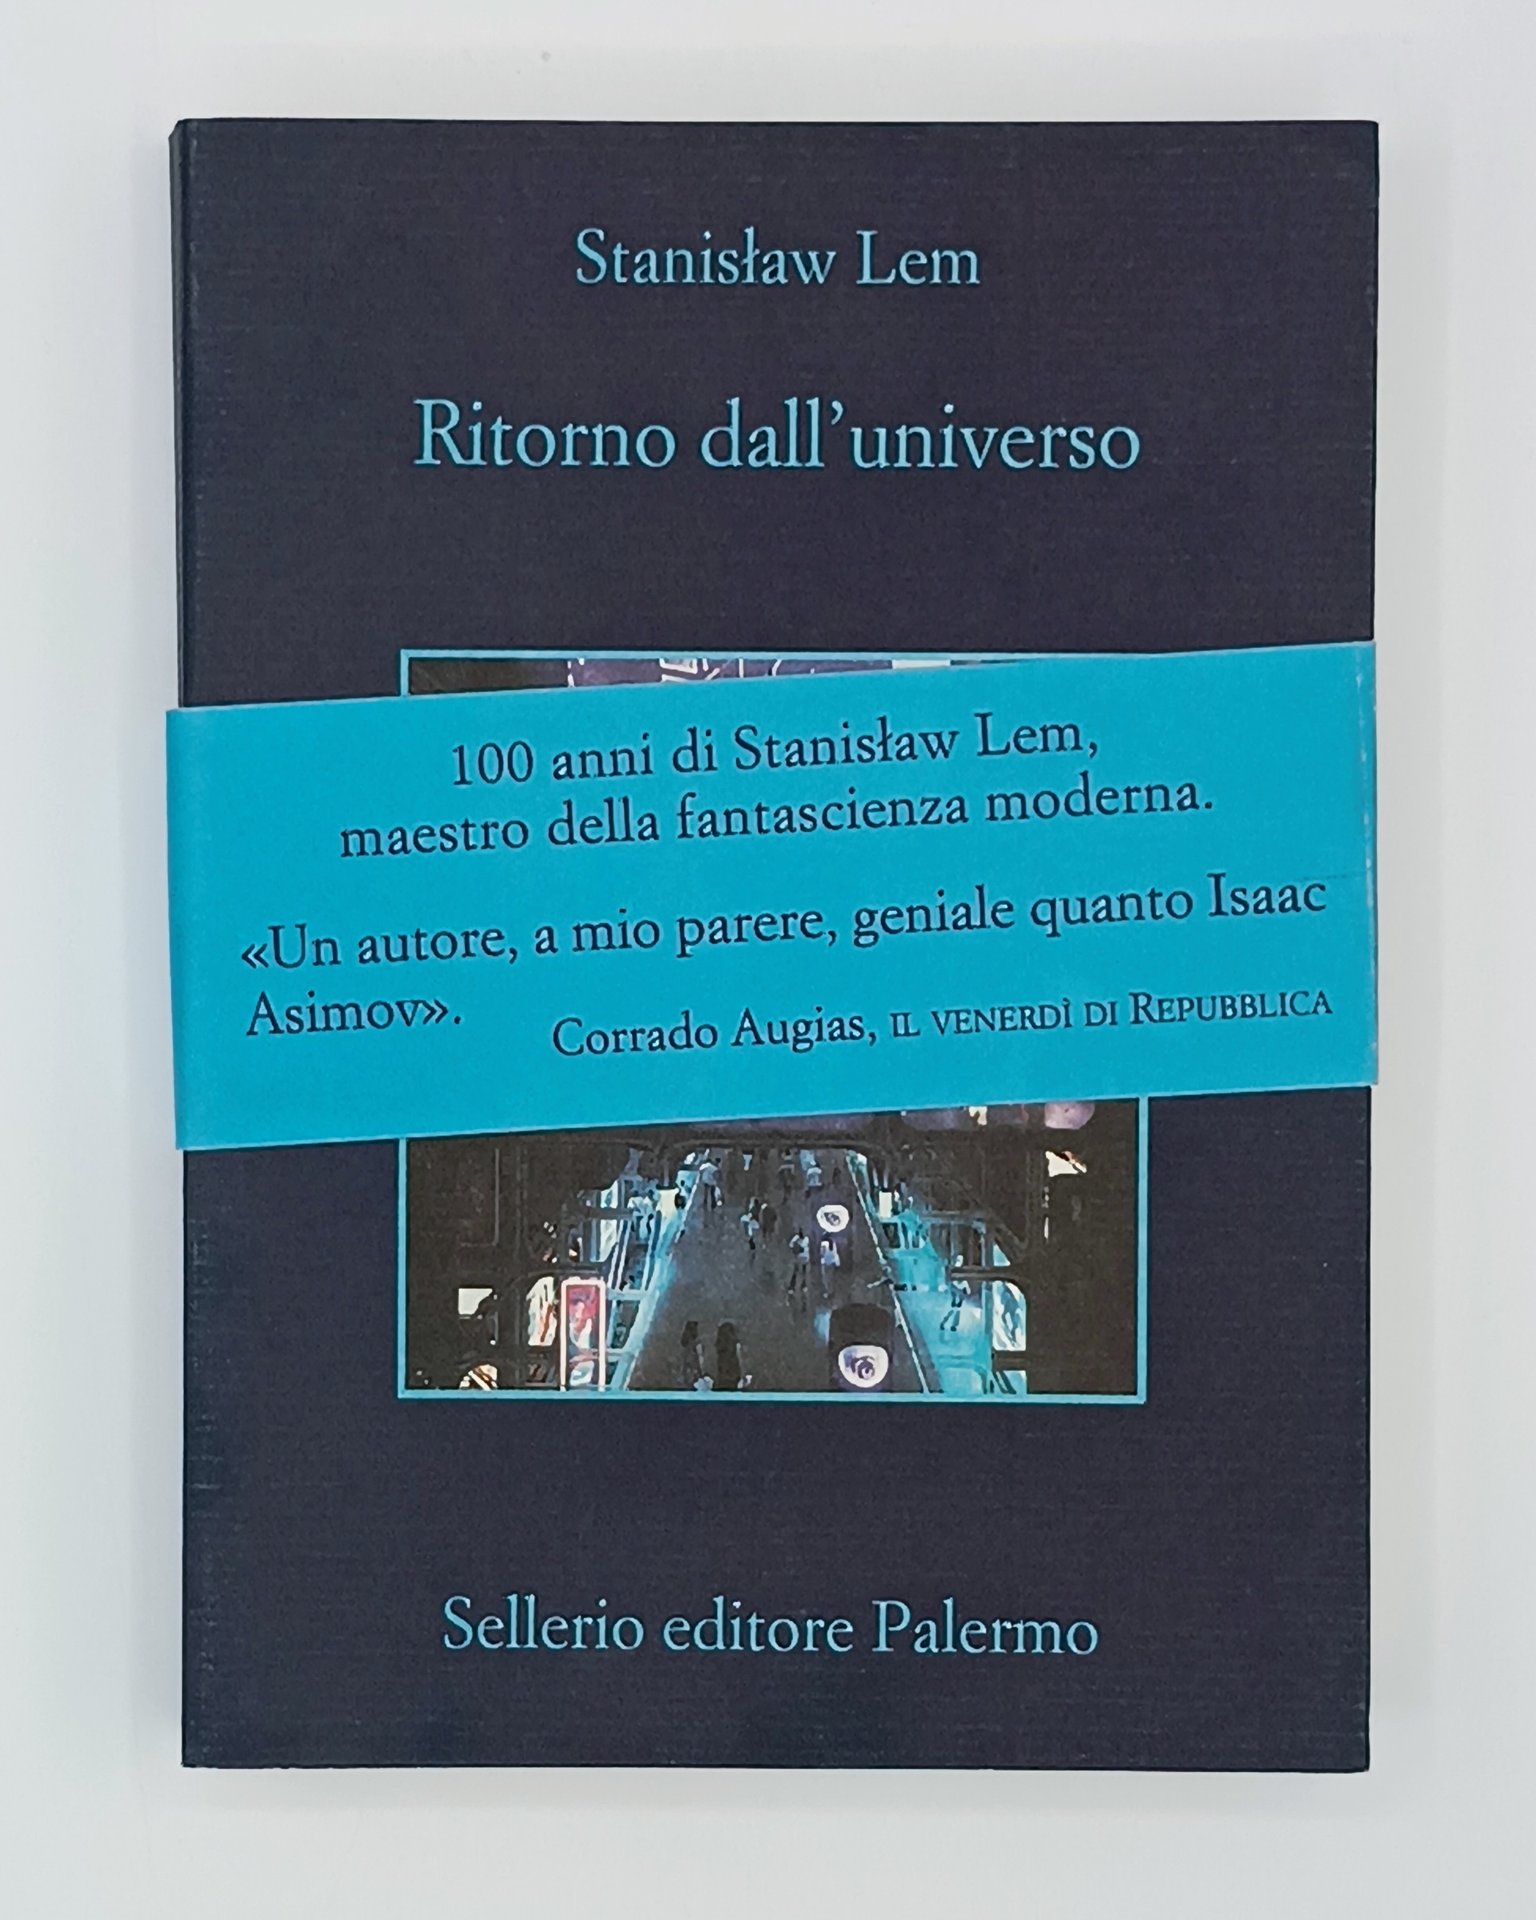 Stanisław Lem
Ritorno dall’universo
100 anni di Stanisław Lem,
maestro della fantascienza moderna.
«Un autore, a mio parere, geniale quanto Isaac
Asimov».
Corrado Augias, IL VENERDÌ DI REPUBBLICA
Sellerio editore Palermo